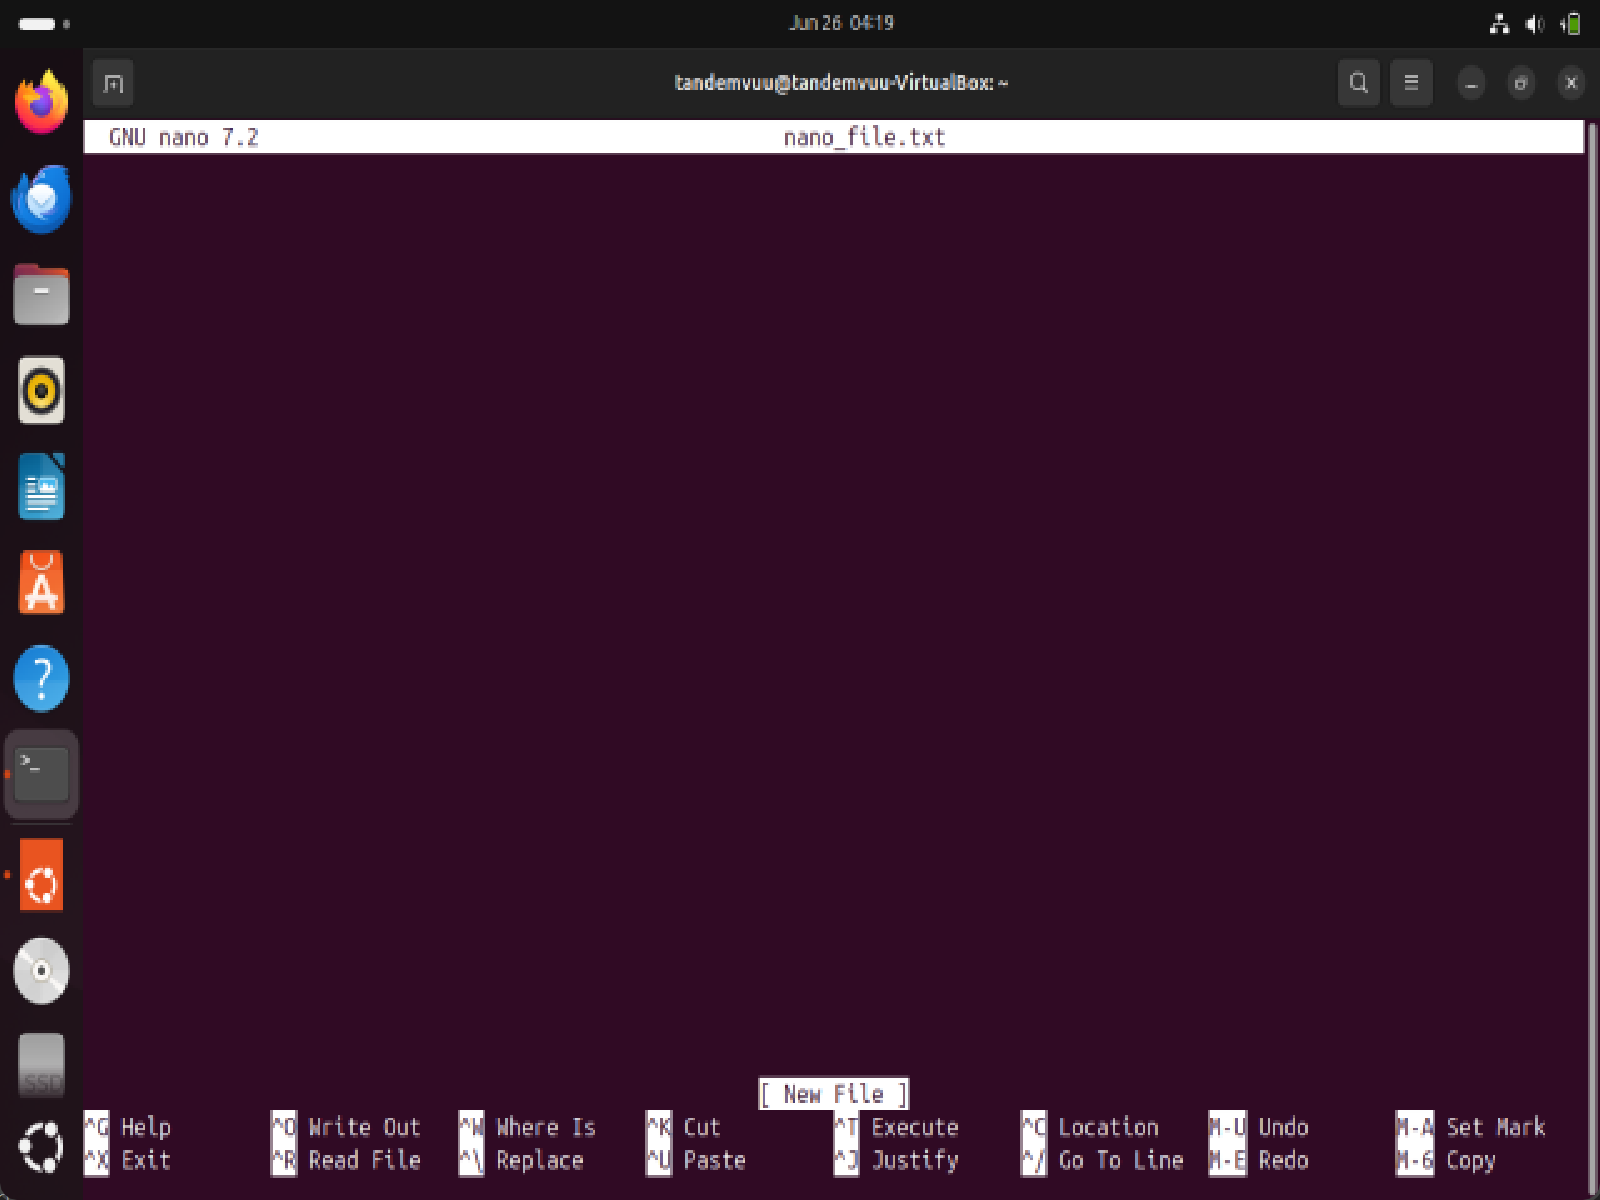 Jun 26 04:19
tandemvuu@tandemvuu-VirtualBox: ~
GNU nano 7.2 nano_file.txt
>_
A
?
SSD
[ New File ]
^G Help ^O Write Out ^W Where Is ^K Cut ^T Execute ^C Location M-U Undo M-A Set Mark
^X Exit ^R Read File ^\ Replace ^U Paste ^J Justify ^/ Go To Line M-E Redo M-6 Copy